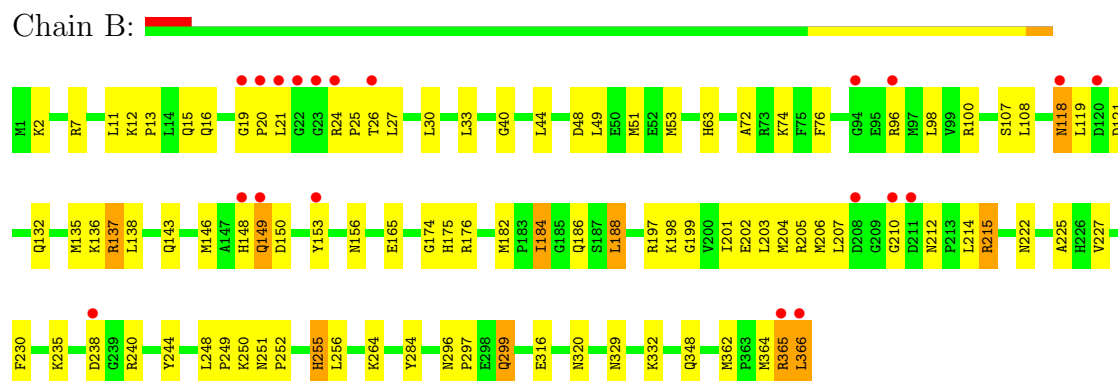 Chain B:
M1 K2 R7 L11 K12 P13 L14 Q15 Q16 G19 P20 L21 G22 G23 R24 P25 T26 L27 L30 L33 G40 L44 D48 L49 E50 M51 E52 M53 H63 A72 R73 K74 F75 F76 G94 E95 R96 M97 L98 V99 R100 S107 L108 N118 L119 D120 D121
Q132 M135 K136 R137 L138 Q143 M146 A147 H148 Q149 D150 Y153 N156 E165 G174 H175 R176 M182 P183 I184 G185 Q186 S187 L188 R197 K198 G199 V200 T201 E202 L203 M204 R205 M206 L207 D208 G209 G210 D211 N212 P213 L214 R215 N222 A225 H226 V227
F230 K235 D238 G239 R240 Y244 L248 P249 K250 N251 P252 H255 L256 K264 Y284 N296 P297 E298 Q299 E316 N320 N329 K332 Q348 M362 P363 M364 R365 L366